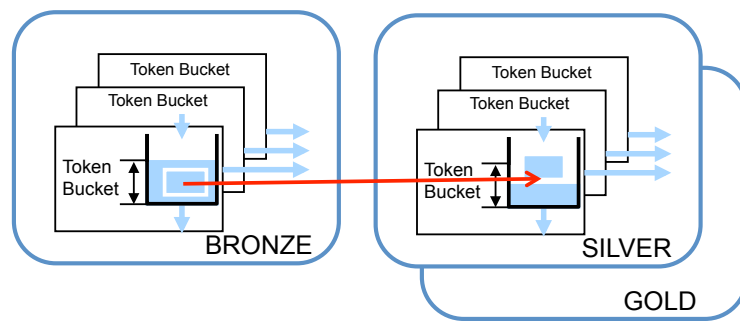 Token Bucket
Token Bucket
Token
Bucket
BRONZE
Token Bucket
Token Bucket
Token
Bucket
SILVER
GOLD